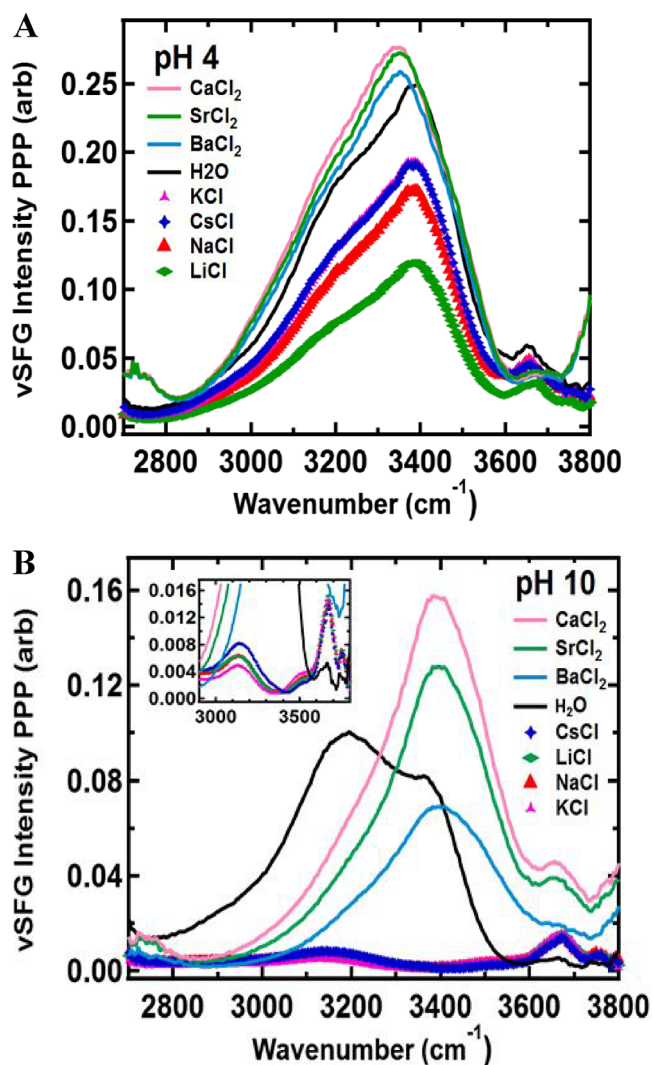 A
pH 4
CaCl₂
SrCl₂
BaCl₂
H2O
KCl
CsCl
NaCl
LiCl
vSFG Intensity PPP (arb)
0.25
0.20
0.15
0.10
0.05
0.00
2800 3000 3200 3400 3600 3800
Wavenumber (cm⁻¹)
B
pH 10
CaCl₂
SrCl₂
BaCl₂
H₂O
CsCl
LiCl
NaCl
KCl
vSFG Intensity PPP (arb)
0.16
0.12
0.08
0.04
0.00
0.016
0.012
0.008
0.004
0.000
2900 3500
2800 3000 3200 3400 3600 3800
Wavenumber (cm⁻¹)